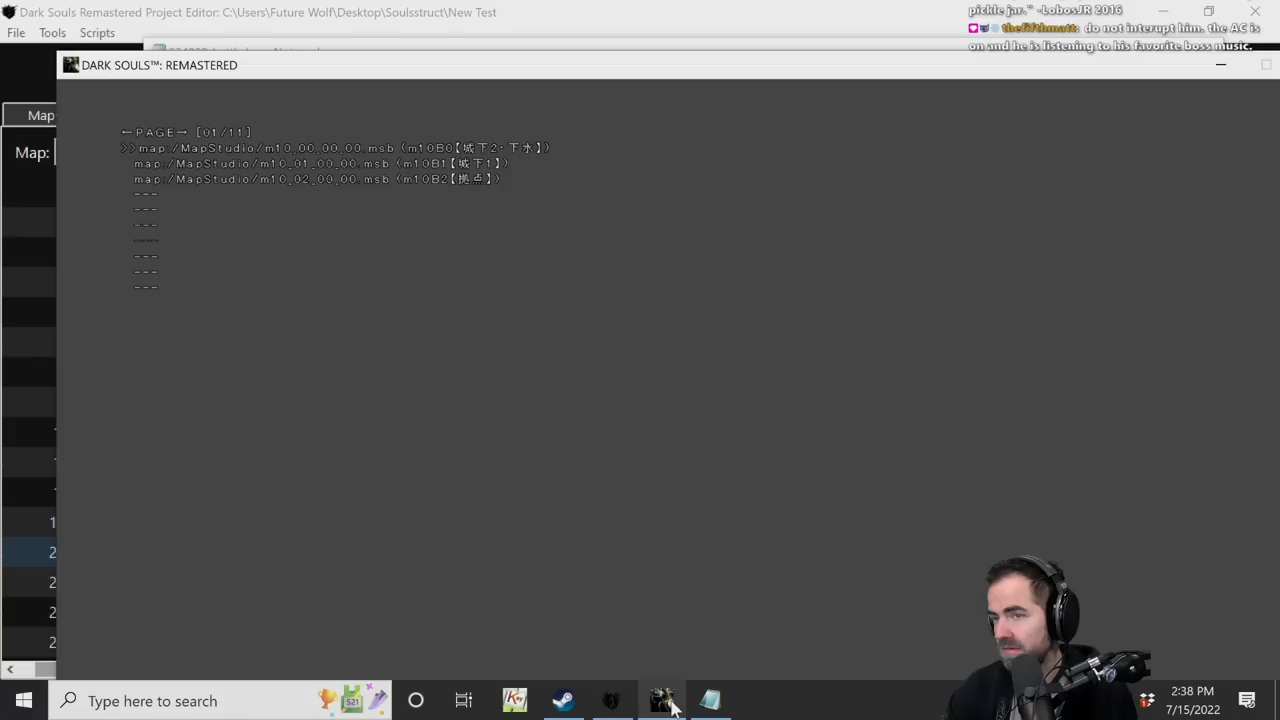 Dark Souls Remastered Project Editor: C:\Users\Future Wolf\Desktop\Soulsstruct\New Test
pickle jar." -LobosJR 2016
File Tools Scripts
thefifthmatt: do not interupt him. the AC is
on and he is listening to his favorite boss music.
DARK SOULS™: REMASTERED
Map
Map:
←PAGE→ [01/11]
>>map:/MapStudio/m10_00_00_00.msb (m10B0【城下2・下水】)
map:/MapStudio/m10_01_00_00.msb (m10B1【城下1】)
map:/MapStudio/m10_02_00_00.msb (m10B2【拠点】)
---
---
---
---
---
---
1
2
2
2
2
Type here to search
521
Key
2:38 PM
7/15/2022